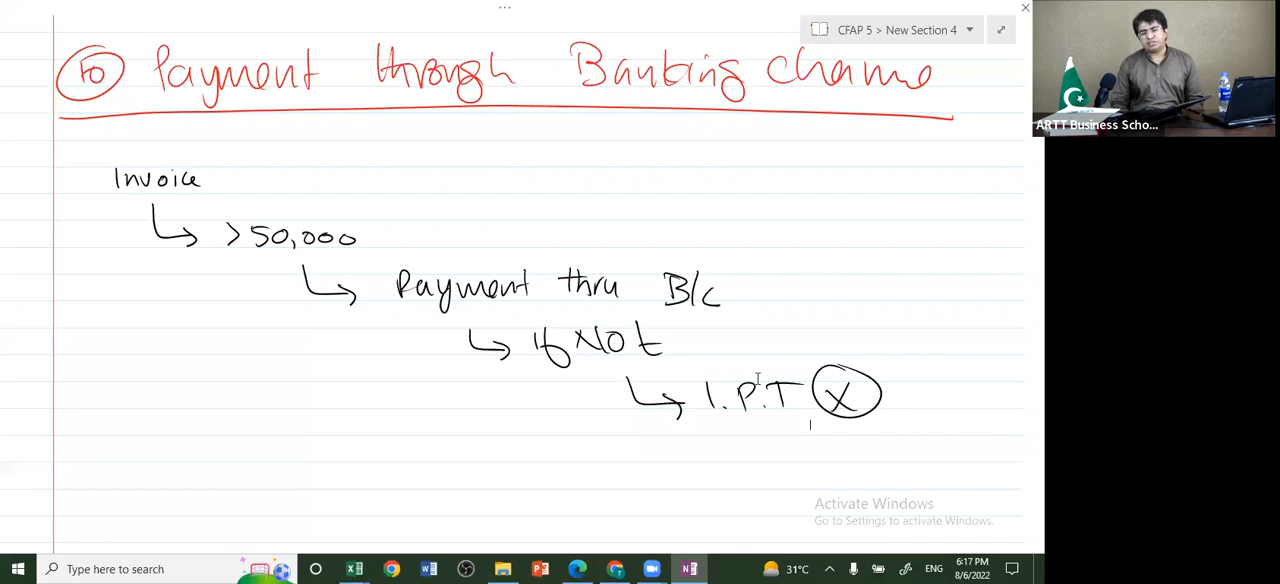 CFAP 5 > New Section 4
10 Payment through Banking channe
ARTT Business Scho...
Invoice
> 50,000
Payment thru B/c
If Not
I.P.T X
Activate Windows
Go to Settings to activate Windows.
Type here to search
31°C
ENG
6:17 PM
8/6/2022